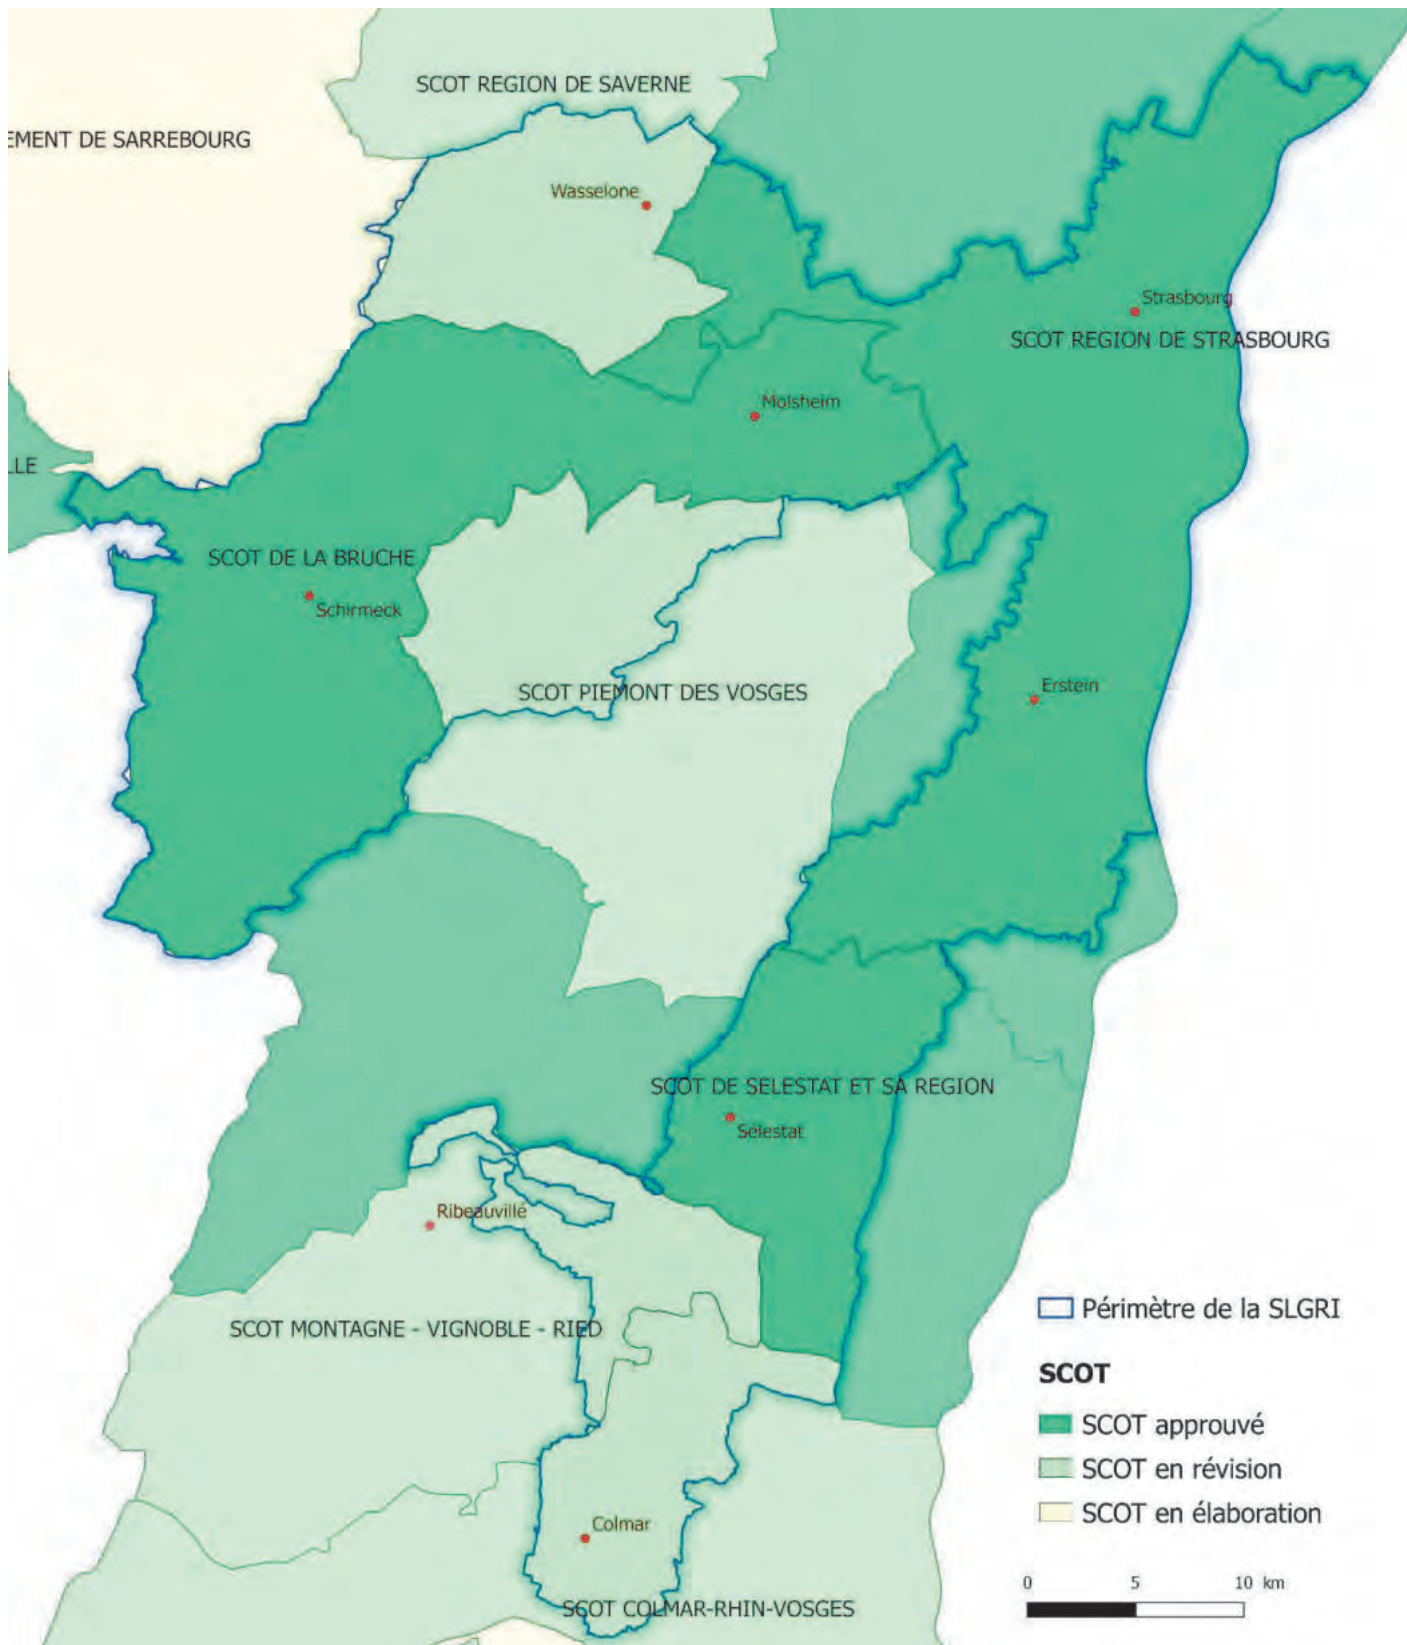 SCOT REGION DE SAVERNE
EMENT DE SARREBOURG
Wasselone
Strasbourg
SCOT REGION DE STRASBOURG
Molsheim
LLE
SCOT DE LA BRUCHE
Schirmeck
SCOT PIEMONT DES VOSGES
Erstein
SCOT DE SELESTAT ET SA REGION
Sélestat
Ribeauvillé
SCOT MONTAGNE - VIGNOBLE - RIED
Colmar
SCOT COLMAR-RHIN-VOSGES
Périmètre de la SLGRI
SCOT
SCOT approuvé
SCOT en révision
SCOT en élaboration
0 5 10 km